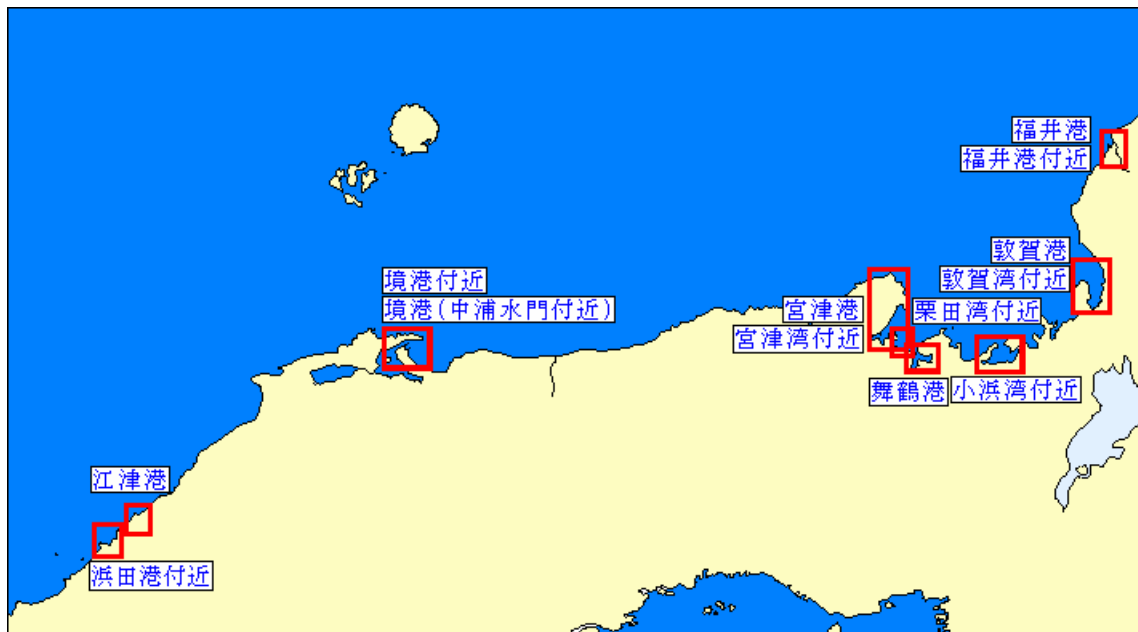 福井港
福井港付近
敦賀港
敦賀湾付近
境港付近
境港(中浦水門付近)
宮津港
宮津湾付近
栗田湾付近
舞鶴港
小浜湾付近
江津港
浜田港付近